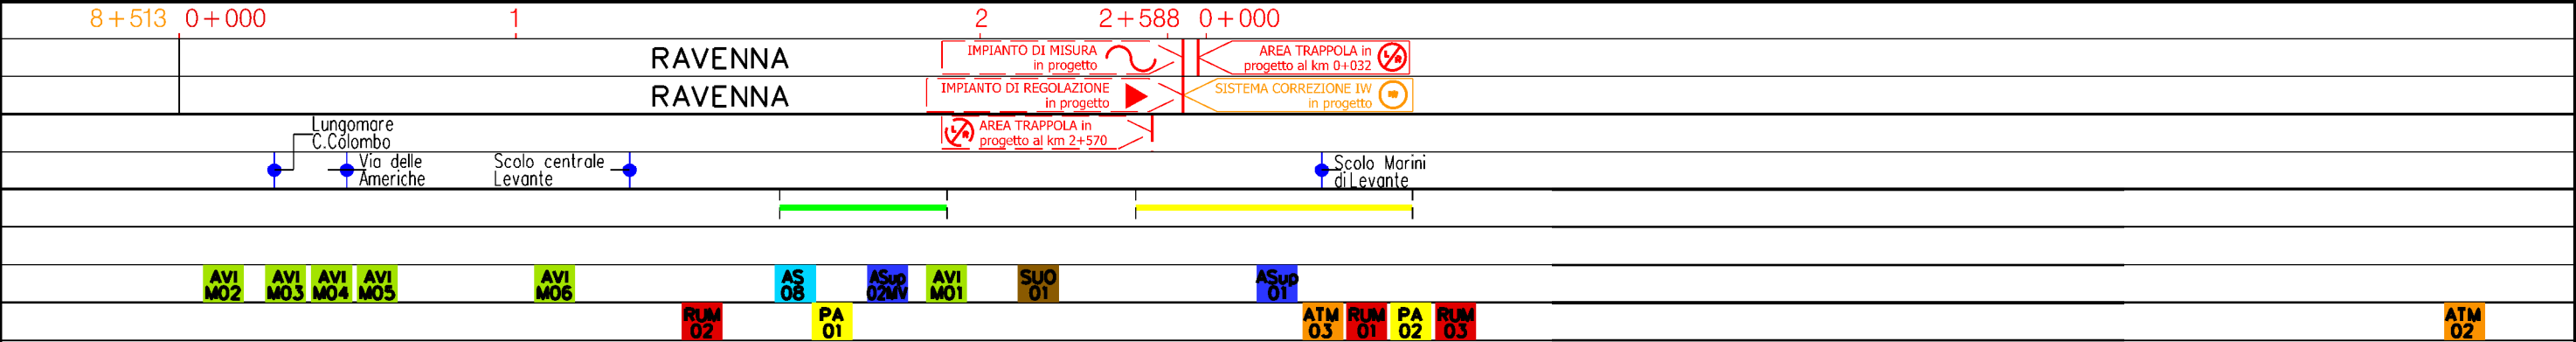 8+513 0+000 1 2 2+588 0+000
RAVENNA
IMPIANTO DI MISURA
in progetto
AREA TRAPPOLA in
progetto al km 0+032
RAVENNA
IMPIANTO DI REGOLAZIONE
in progetto
SISTEMA CORREZIONE IW
in progetto
AREA TRAPPOLA in
progetto al km 2+570
Lungomare
C.Colombo
Via delle
Americhe
Scolo centrale
Levante
Scolo Marini
di Levante
AVI
M02
AVI
M03
AVI
M04
AVI
M05
AVI
M06
AS
08
ASup
02MV
AVI
M01
SUO
01
ASup
01
RUM
02
PA
01
ATM
03
RUM
01
PA
02
RUM
03
ATM
02